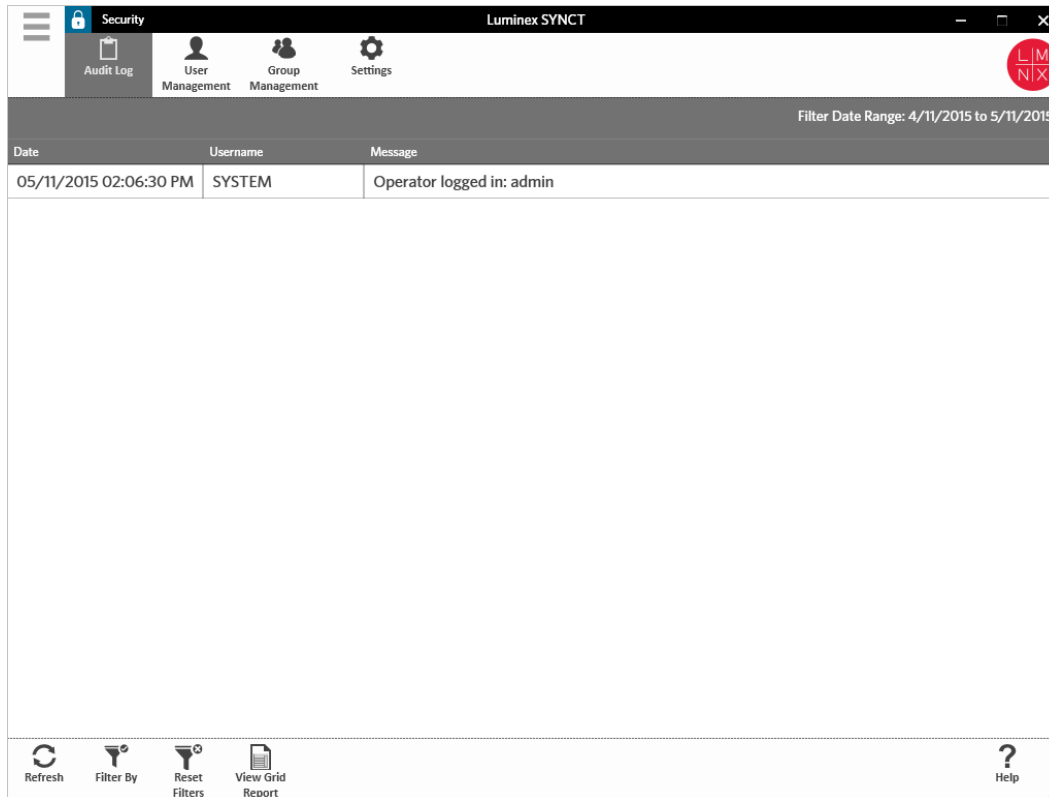 Security
Luminex SYNCT
Audit Log
User
Management
Group
Management
Settings
L M
N X
Filter Date Range: 4/11/2015 to 5/11/2015
Date Username Message
05/11/2015 02:06:30 PM SYSTEM Operator logged in: admin
Refresh
Filter By
Reset
Filters
View Grid
Report
?
Help